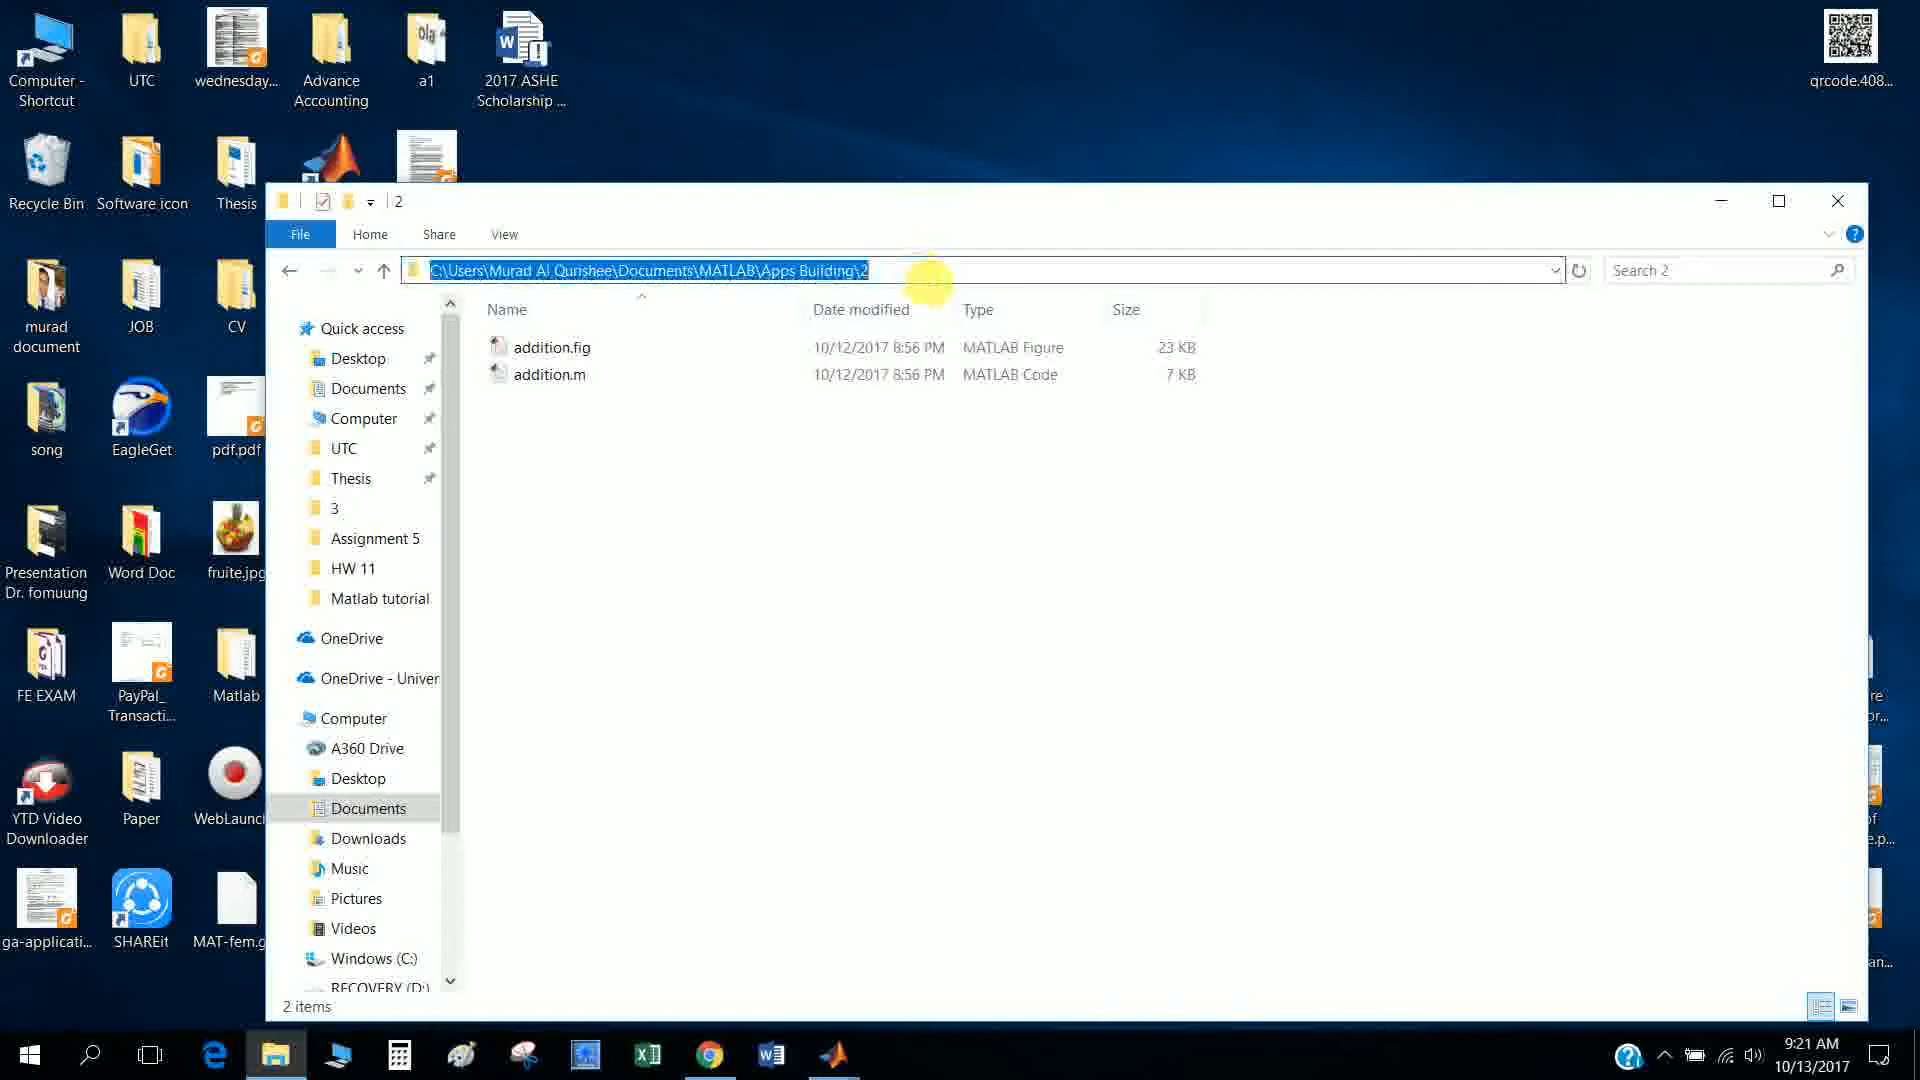 Computer -
Shortcut
UTC
wednesday...
Advance
Accounting
ola
a1
2017 ASHE
Scholarship ...
qrcode.408...
Recycle Bin
Software icon
Thesis
2
File
Home
Share
View
C:\Users\Murad Al Qurishee\Documents\MATLAB\Apps Building\2
Search 2
Name
Date modified
Type
Size
addition.fig
10/12/2017 8:56 PM
MATLAB Figure
23 KB
addition.m
10/12/2017 8:56 PM
MATLAB Code
7 KB
Quick access
Desktop
Documents
Computer
UTC
Thesis
3
Assignment 5
HW 11
Matlab tutorial
OneDrive
OneDrive - Univer
Computer
A360 Drive
Desktop
Documents
Downloads
Music
Pictures
Videos
Windows (C:)
RECOVERY (D:)
2 items
murad
document
JOB
CV
song
EagleGet
pdf.pdf
Presentation
Dr. fomuung
Word Doc
fruite.jpg
FE EXAM
PayPal_
Transacti...
Matlab
YTD Video
Downloader
Paper
WebLaunc
ga-applicati...
SHAREit
MAT-fem.g
re
or...
of
e.p...
an...
9:21 AM
10/13/2017